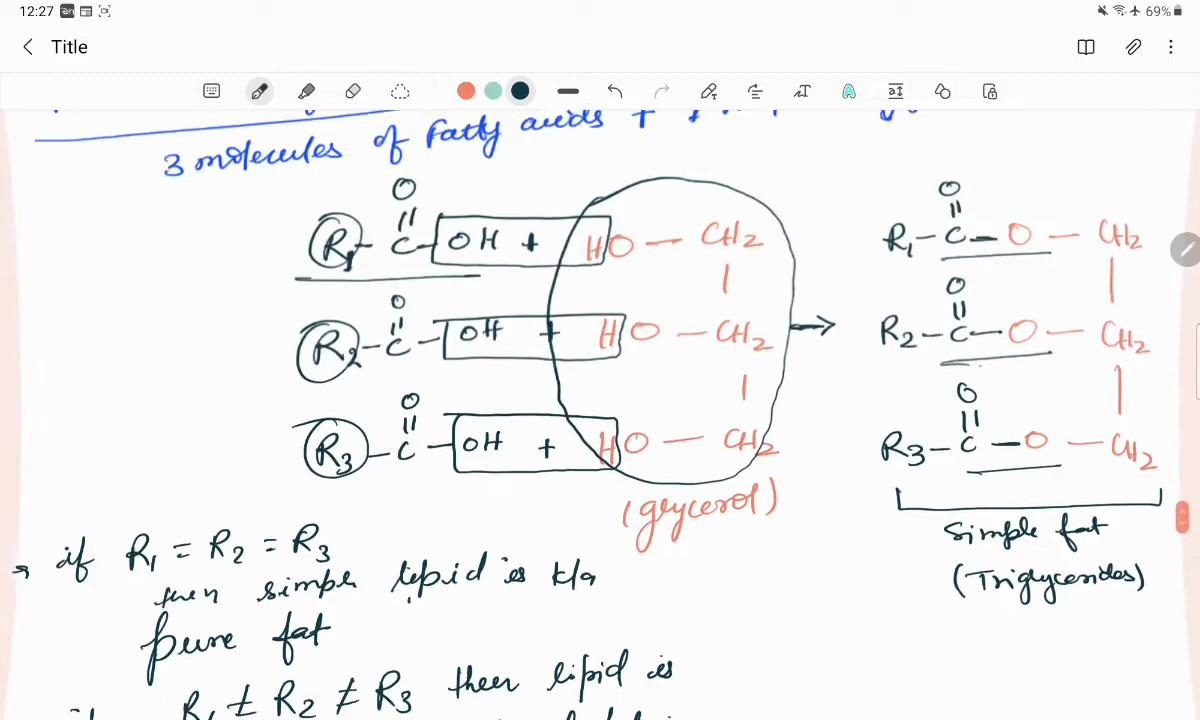 12:27 69%
Title
3 molecules of Fatty acids +
O O
R1 - C - OH + HO - CH2 R1 - C - O - CH2
O O
R2 - C - OH + HO - CH2 → R2 - C - O - CH2
O O
R3 - C - OH + HO - CH2 R3 - C - O - CH2
(glycerol)
simple fat
(Triglycerides)
if R1 = R2 = R3
then simple lipid is k/a
pure fat
R1 ≠ R2 ≠ R3 then lipid is